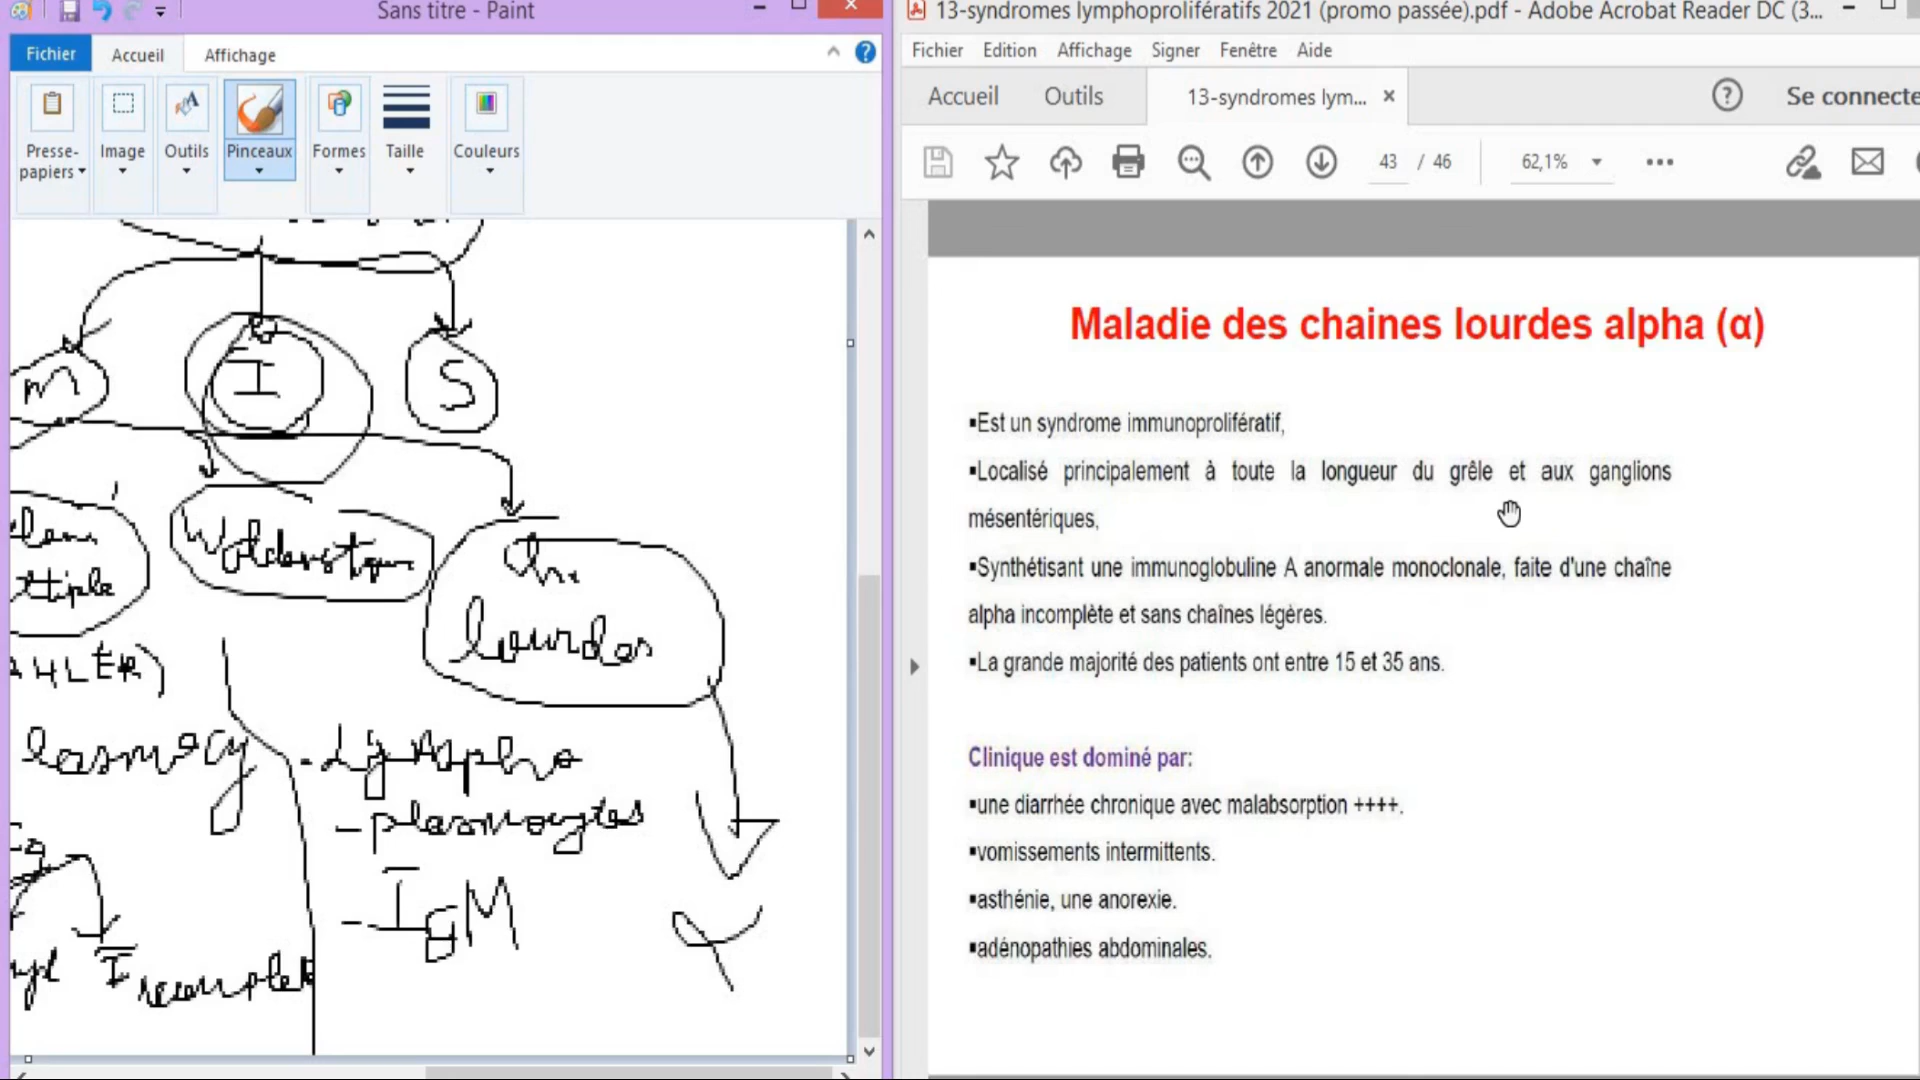 Sans titre - Paint
Fichier
Accueil
Affichage
Presse-
papiers
Image
Outils
Pinceaux
Formes
Taille
Couleurs
m
I
S
ttiple
lourdes
AHLER)
lasmocy
- Lympho
- plasmocytes
- IgM
Incomplet
13-syndromes lymphoprolifératifs 2021 (promo passée).pdf - Adobe Acrobat Reader DC (3...
Fichier Edition Affichage Signer Fenêtre Aide
Accueil
Outils
13-syndromes lym...
Se connecte
43 / 46
62,1%
Maladie des chaines lourdes alpha (α)
▪Est un syndrome immunoprolifératif,
▪Localisé principalement à toute la longueur du grêle et aux ganglions
mésentériques,
▪Synthétisant une immunoglobuline A anormale monoclonale, faite d'une chaîne
alpha incomplète et sans chaînes légères.
▪La grande majorité des patients ont entre 15 et 35 ans.
Clinique est dominé par:
▪une diarrhée chronique avec malabsorption ++++.
▪vomissements intermittents.
▪asthénie, une anorexie.
▪adénopathies abdominales.